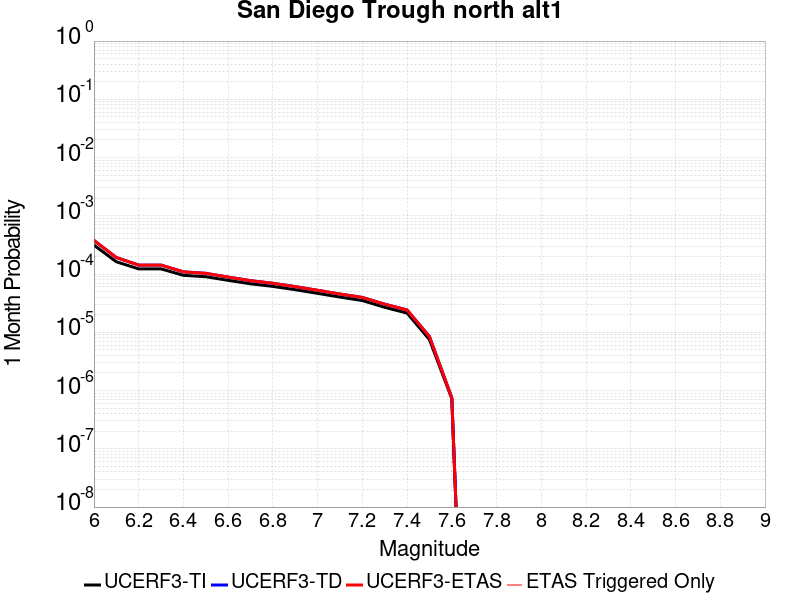 San Diego Trough north alt1
10^0
10^-1
10^-2
10^-3
10^-4
10^-5
10^-6
10^-7
10^-8
1 Month Probability
6 6.2 6.4 6.6 6.8 7 7.2 7.4 7.6 7.8 8 8.2 8.4 8.6 8.8 9
Magnitude
UCERF3-TI UCERF3-TD UCERF3-ETAS ETAS Triggered Only